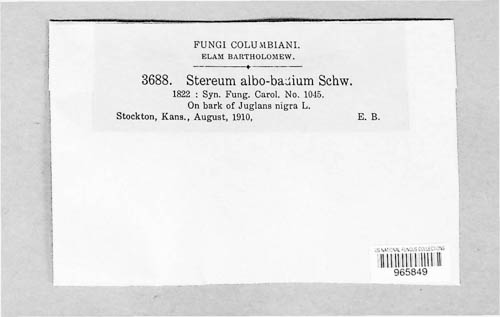 FUNGI COLUMBIANI.
ELAM BARTHOLOMEW.
3688. Stereum albo-badium Schw.
1822 : Syn. Fung. Carol. No. 1045.
On bark of Juglans nigra L.
Stockton, Kans., August, 1910, E. B.
US NATIONAL FUNGUS COLLECTIONS
965849